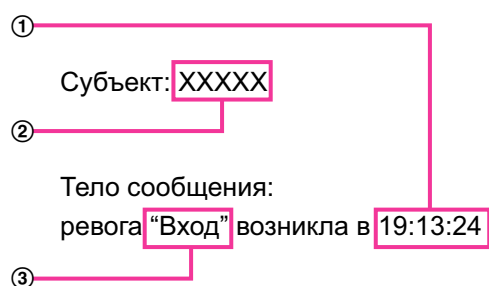 ①
Субъект: XXXXX
②
Тело сообщения:
ревога “Вход” возникла в 19:13:24
③